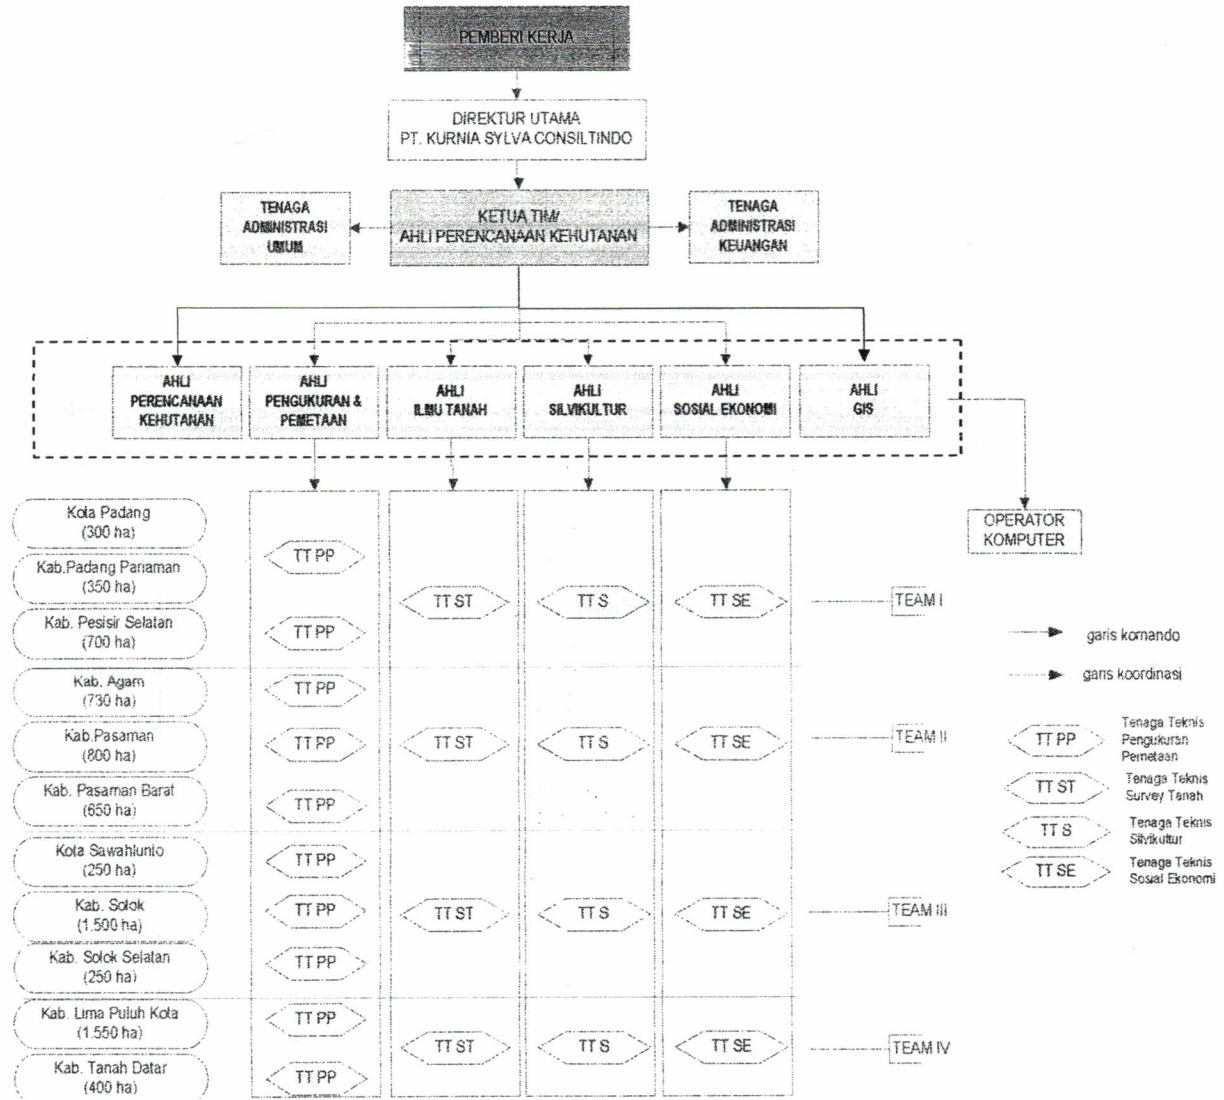 PEMBERI KERJA
DIREKTUR UTAMA
PT. KURNIA SYLVA CONSILTINDO
TENAGA
ADMINISTRASI
UMUM
KETUA TIM/
AHLI PERENCANAAN KEHUTANAN
TENAGA
ADMINISTRASI
KEUANGAN
AHLI
PERENCANAAN
KEHUTANAN
AHLI
PENGUKURAN &
PEMETAAN
AHLI
ILMU TANAH
AHLI
SILVIKULTUR
AHLI
SOSIAL EKONOMI
AHLI
GIS
OPERATOR
KOMPUTER
Kota Padang
(300 ha)
TT PP
Kab.Padang Pariaman
(350 ha)
TT ST
TT S
TT SE
TEAM I
Kab. Pesisir Selatan
(700 ha)
TT PP
Kab. Agam
(730 ha)
TT PP
Kab.Pasaman
(800 ha)
TT PP
TT ST
TT S
TT SE
TEAM II
Kab. Pasaman Barat
(650 ha)
TT PP
Kota Sawahlunto
(250 ha)
TT PP
Kab. Solok
(1.500 ha)
TT PP
TT ST
TT S
TT SE
TEAM III
Kab. Solok Selatan
(250 ha)
TT PP
Kab. Lima Puluh Kota
(1.550 ha)
TT PP
TT ST
TT S
TT SE
TEAM IV
Kab. Tanah Datar
(400 ha)
TT PP
garis komando
garis koordinasi
TT PP
Tenaga Teknis
Pengukuran
Pemetaan
TT ST
Tenaga Teknis
Survey Tanah
TT S
Tenaga Teknis
Silvikultur
TT SE
Tenaga Teknis
Sosial Ekonomi